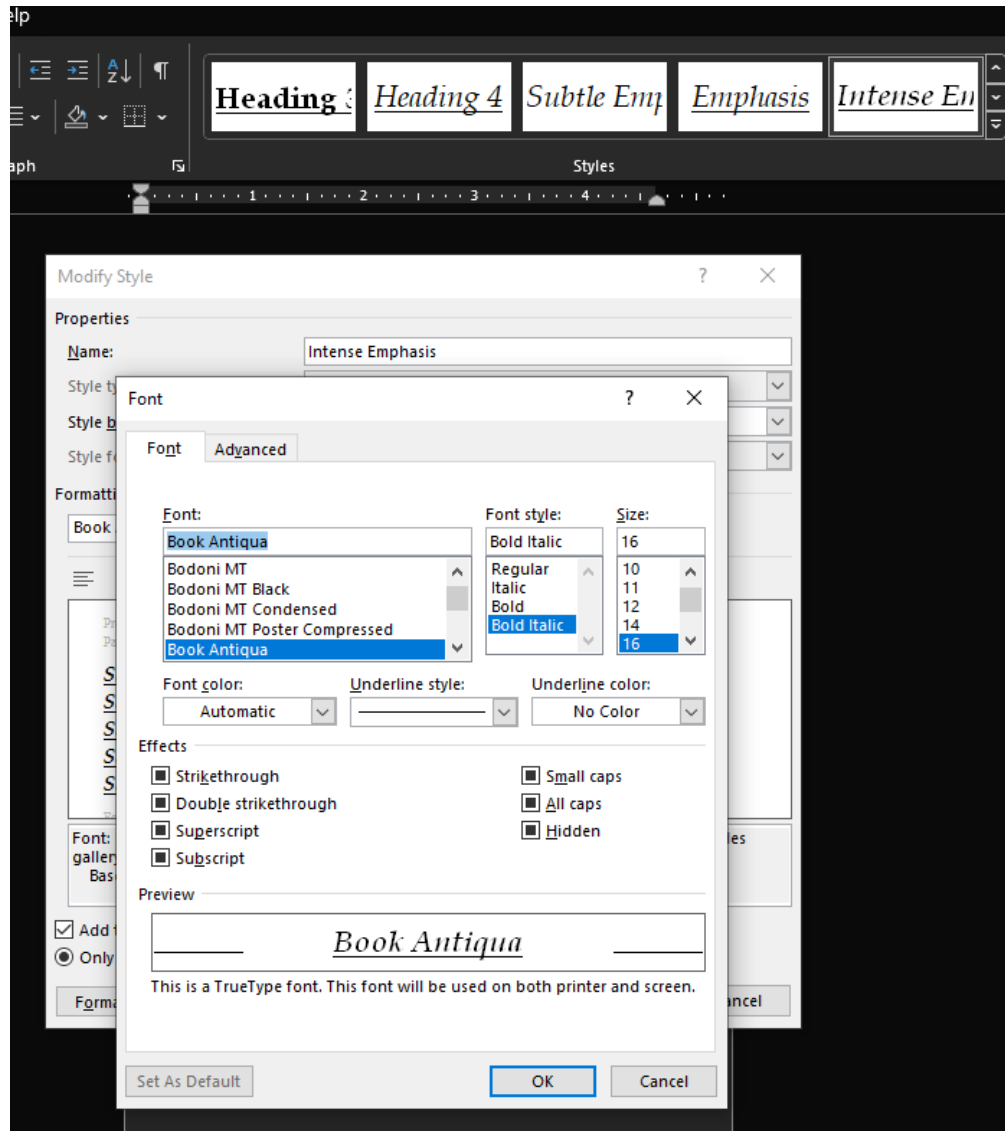 elp
Heading 3 Heading 4 Subtle Emp Emphasis Intense En
aph Styles
1 2 3 4
Modify Style ?
Properties
Name: Intense Emphasis
Style ty
Style b
Style f
Formatti
Book
Font ?
Font Advanced
Font: Font style: Size:
Book Antiqua Bold Italic 16
Bodoni MT Regular 10
Bodoni MT Black Italic 11
Bodoni MT Condensed Bold 12
Bodoni MT Poster Compressed Bold Italic 14
Book Antiqua 16
Font color: Underline style: Underline color:
Automatic No Color
Effects
Strikethrough Small caps
Double strikethrough All caps
Superscript Hidden
Subscript
Pr
Pa
S
S
S
S
S
Font: les
gallery
Bas
Preview
Book Antiqua
This is a TrueType font. This font will be used on both printer and screen.
Add t
Only
Forma ancel
Set As Default OK Cancel